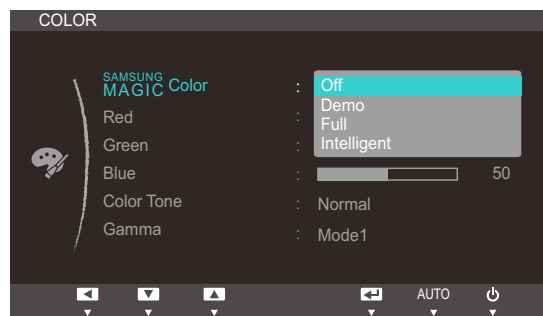 COLOR
SAMSUNG MAGIC Color : Off
Demo
Full
Intelligent
Red :
Green :
Blue : 50
Color Tone : Normal
Gamma : Mode1
AUTO